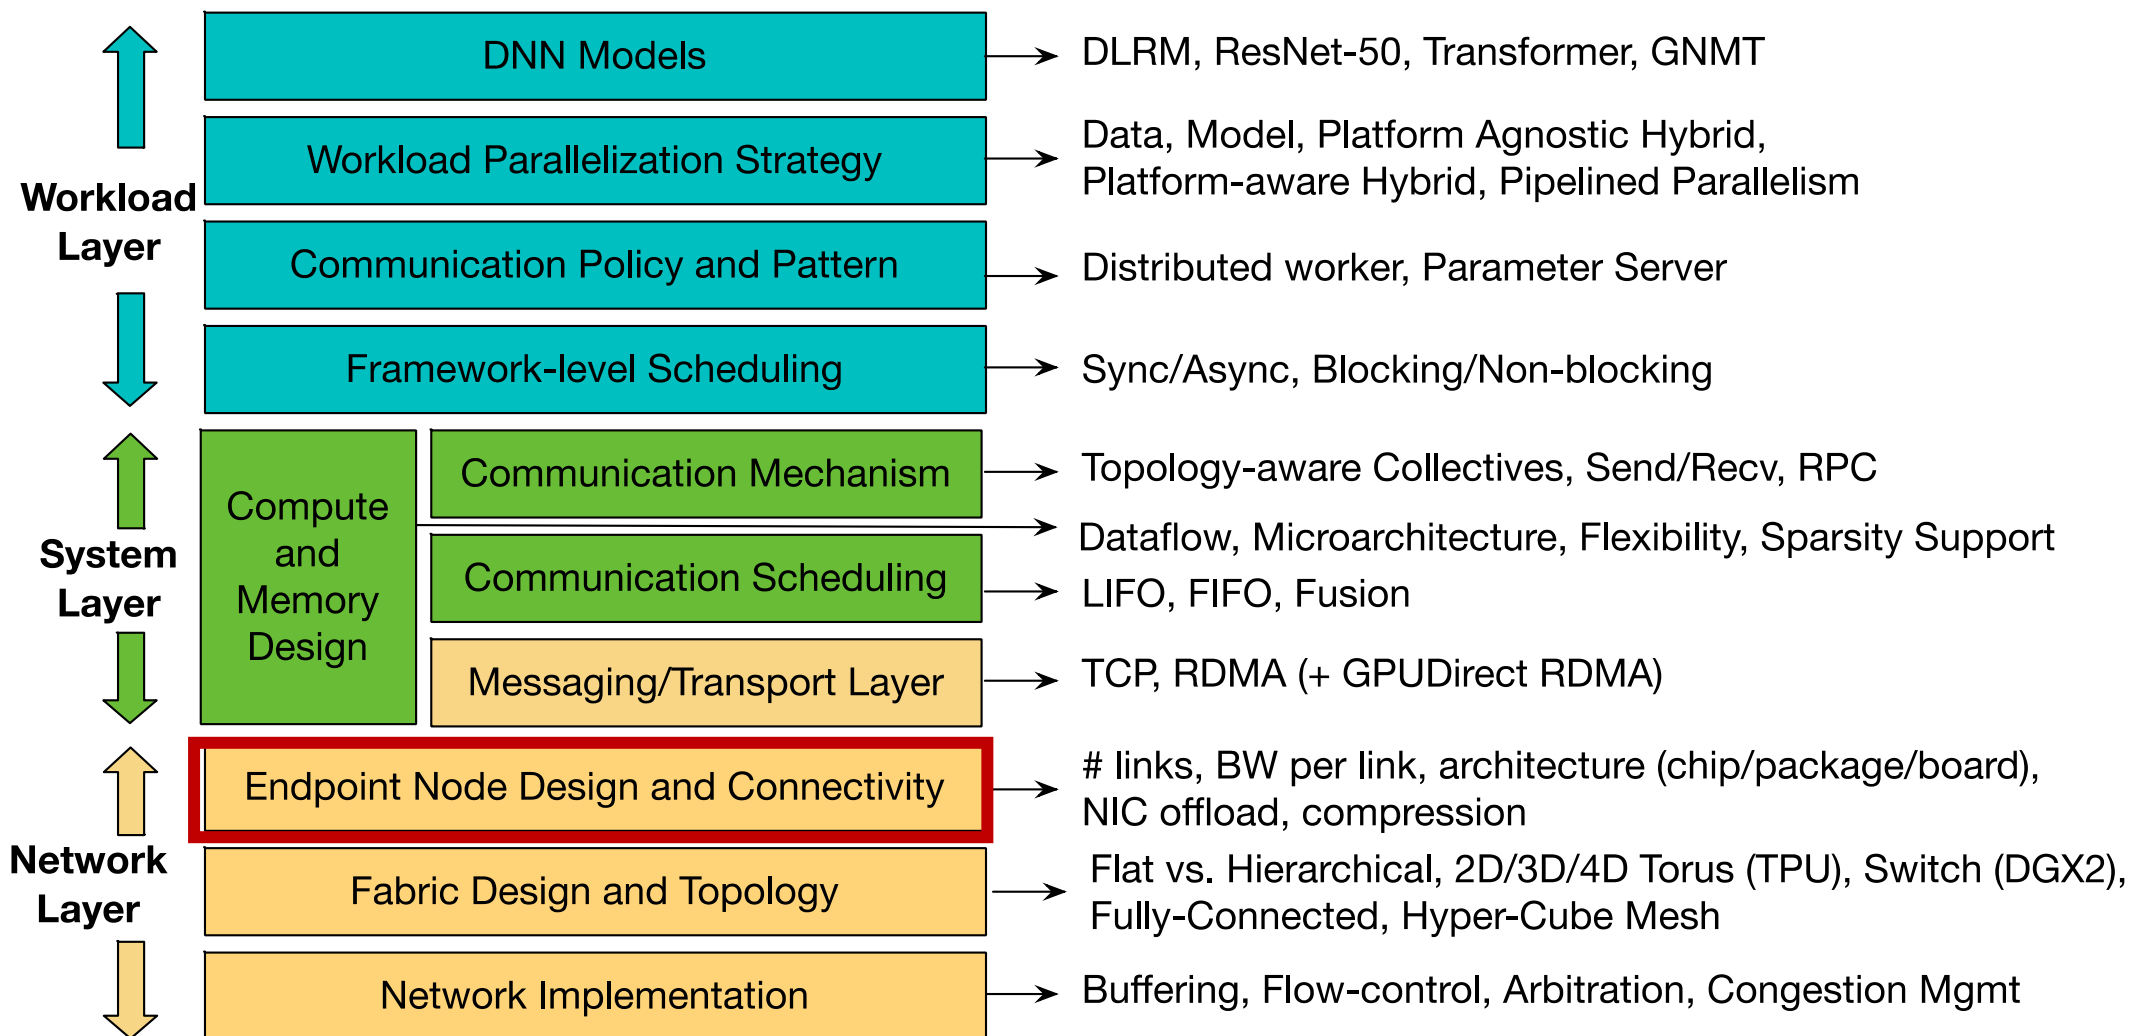 DNN Models
DLRM, ResNet-50, Transformer, GNMT
Workload Parallelization Strategy
Data, Model, Platform Agnostic Hybrid,
Platform-aware Hybrid, Pipelined Parallelism
Workload
Layer
Communication Policy and Pattern
Distributed worker, Parameter Server
Framework-level Scheduling
Sync/Async, Blocking/Non-blocking
System
Layer
Compute
and
Memory
Design
Communication Mechanism
Topology-aware Collectives, Send/Recv, RPC
Dataflow, Microarchitecture, Flexibility, Sparsity Support
Communication Scheduling
LIFO, FIFO, Fusion
Messaging/Transport Layer
TCP, RDMA (+ GPUDirect RDMA)
Network
Layer
Endpoint Node Design and Connectivity
# links, BW per link, architecture (chip/package/board),
NIC offload, compression
Fabric Design and Topology
Flat vs. Hierarchical, 2D/3D/4D Torus (TPU), Switch (DGX2),
Fully-Connected, Hyper-Cube Mesh
Network Implementation
Buffering, Flow-control, Arbitration, Congestion Mgmt